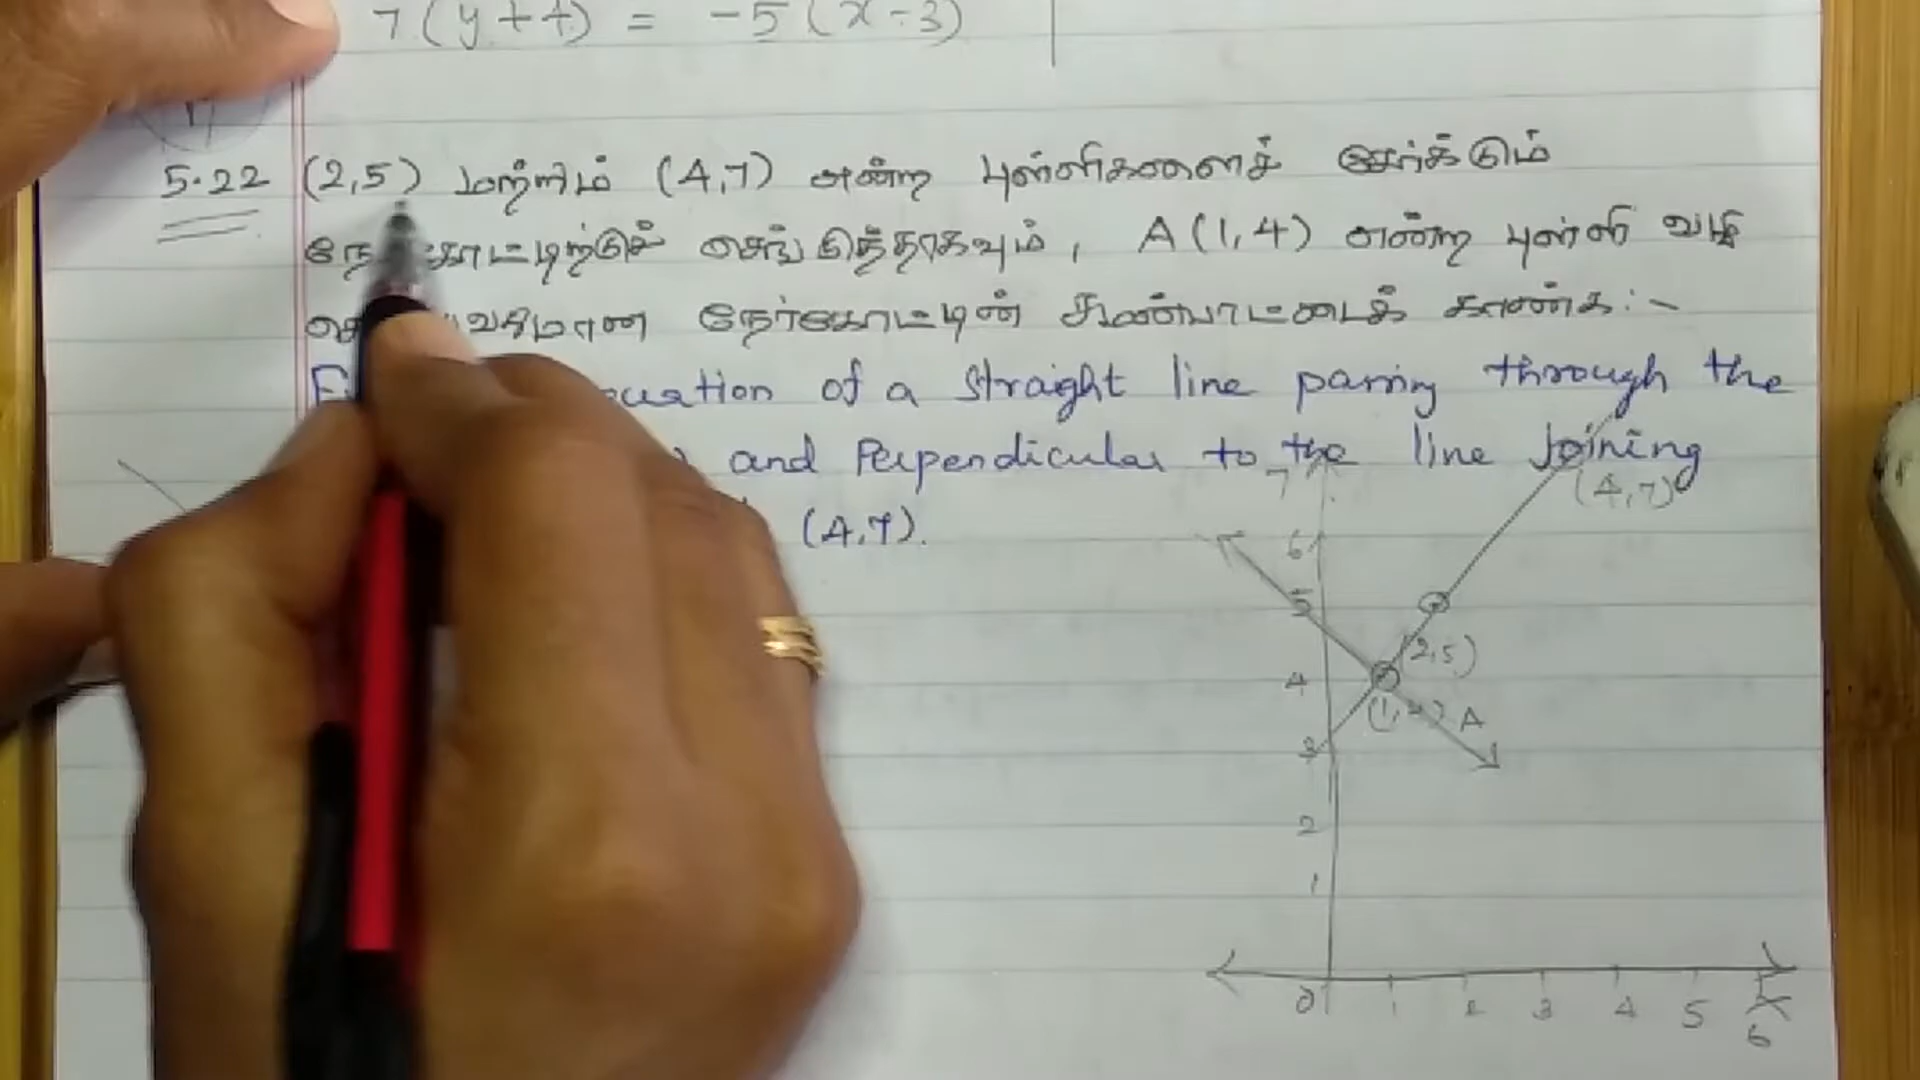 7(y++) = -5(x-3)
5.22 (2,5) மற்றும் (4,7) என்ற புள்ளிகளைச் சேர்க்கும்
செங்குத்தாகவும், A(1,4) என்ற புள்ளி வழி
நேர்கோட்டின் சமன்பாட்டைக் காண்க:-
of a straight line passing through the
and Perpendicular to the line joining
(4,7).
7
(4,7)
6
5
(2,5)
4
(1,4) A
3
2
1
0 1 2 3 4 5 6